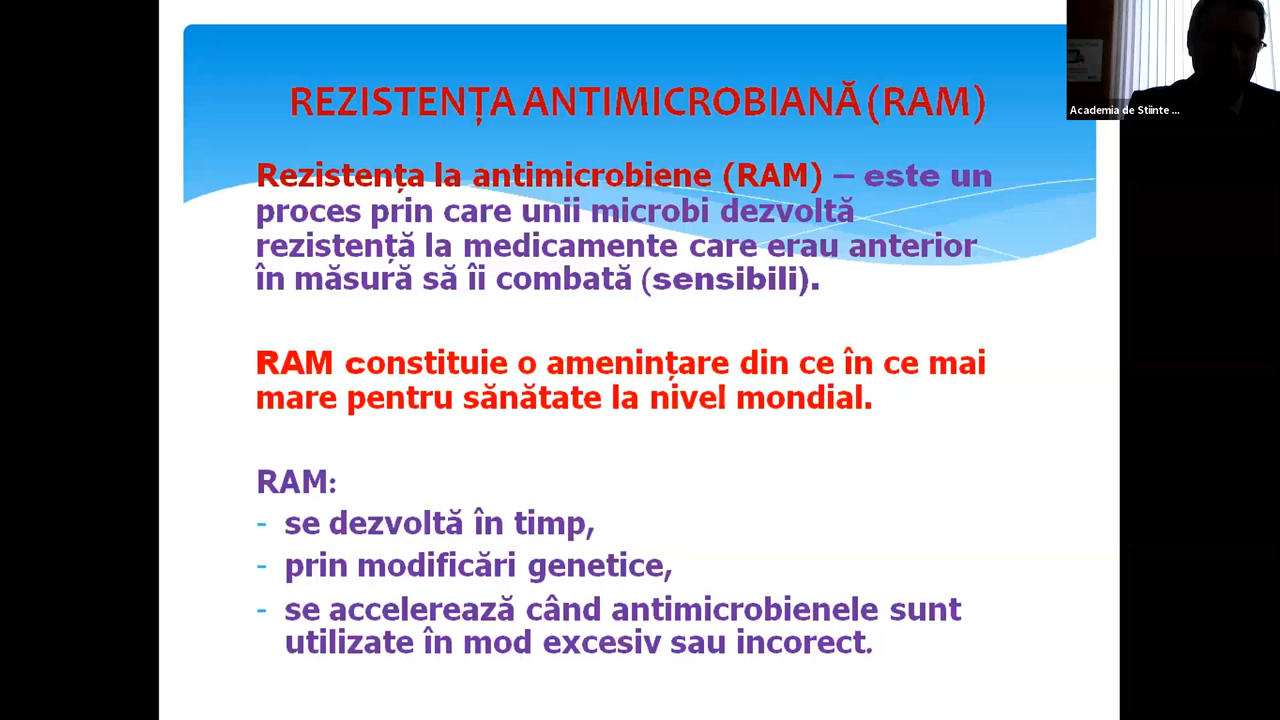 REZISTENȚA ANTIMICROBIANĂ (RAM)
Rezistența la antimicrobiene (RAM) – este un
proces prin care unii microbi dezvoltă
rezistență la medicamente care erau anterior
în măsură să îi combată (sensibili).
RAM constituie o amenințare din ce în ce mai
mare pentru sănătate la nivel mondial.
RAM:
- se dezvoltă în timp,
- prin modificări genetice,
- se accelerează când antimicrobienele sunt
utilizate în mod excesiv sau incorect.
Academia de Stiinte ...